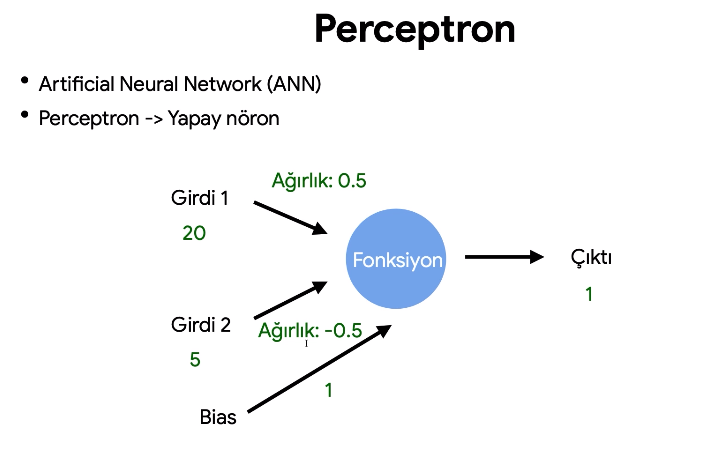 Perceptron
• Artificial Neural Network (ANN)
• Perceptron -> Yapay nöron
Ağırlık: 0.5
Girdi 1
20
Fonksiyon
Çıktı
1
Girdi 2
Ağırlık: -0.5
5
1
Bias